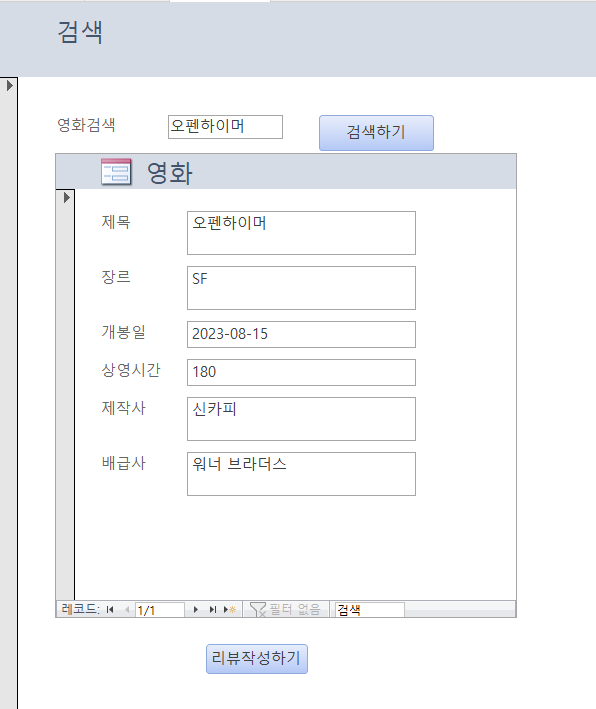 검색
영화검색 오펜하이머 검색하기
영화
제목 오펜하이머
장르 SF
개봉일 2023-08-15
상영시간 180
제작사 신카피
배급사 워너 브라더스
레코드: 1/1 필터 없음 검색
리뷰작성하기